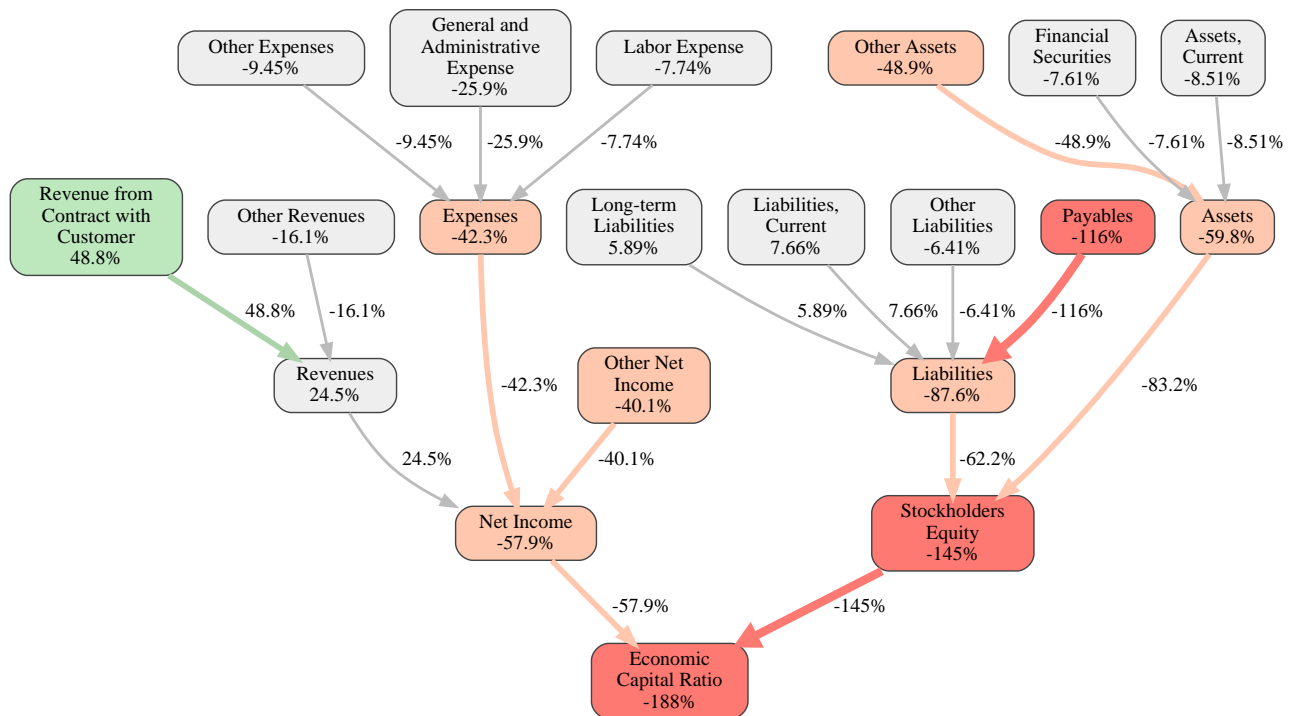 Other Expenses
-9.45%
General and
Administrative
Expense
-25.9%
Labor Expense
-7.74%
Other Assets
-48.9%
Financial
Securities
-7.61%
Assets,
Current
-8.51%
-9.45%
-25.9%
-7.74%
-48.9%
-7.61%
-8.51%
Revenue from
Contract with
Customer
48.8%
Other Revenues
-16.1%
Expenses
-42.3%
Long-term
Liabilities
5.89%
Liabilities,
Current
7.66%
Other
Liabilities
-6.41%
Payables
-116%
Assets
-59.8%
48.8%
-16.1%
5.89%
7.66%
-6.41%
-116%
Revenues
24.5%
-42.3%
Other Net
Income
-40.1%
Liabilities
-87.6%
-83.2%
24.5%
-40.1%
-62.2%
Net Income
-57.9%
Stockholders
Equity
-145%
-57.9%
-145%
Economic
Capital Ratio
-188%